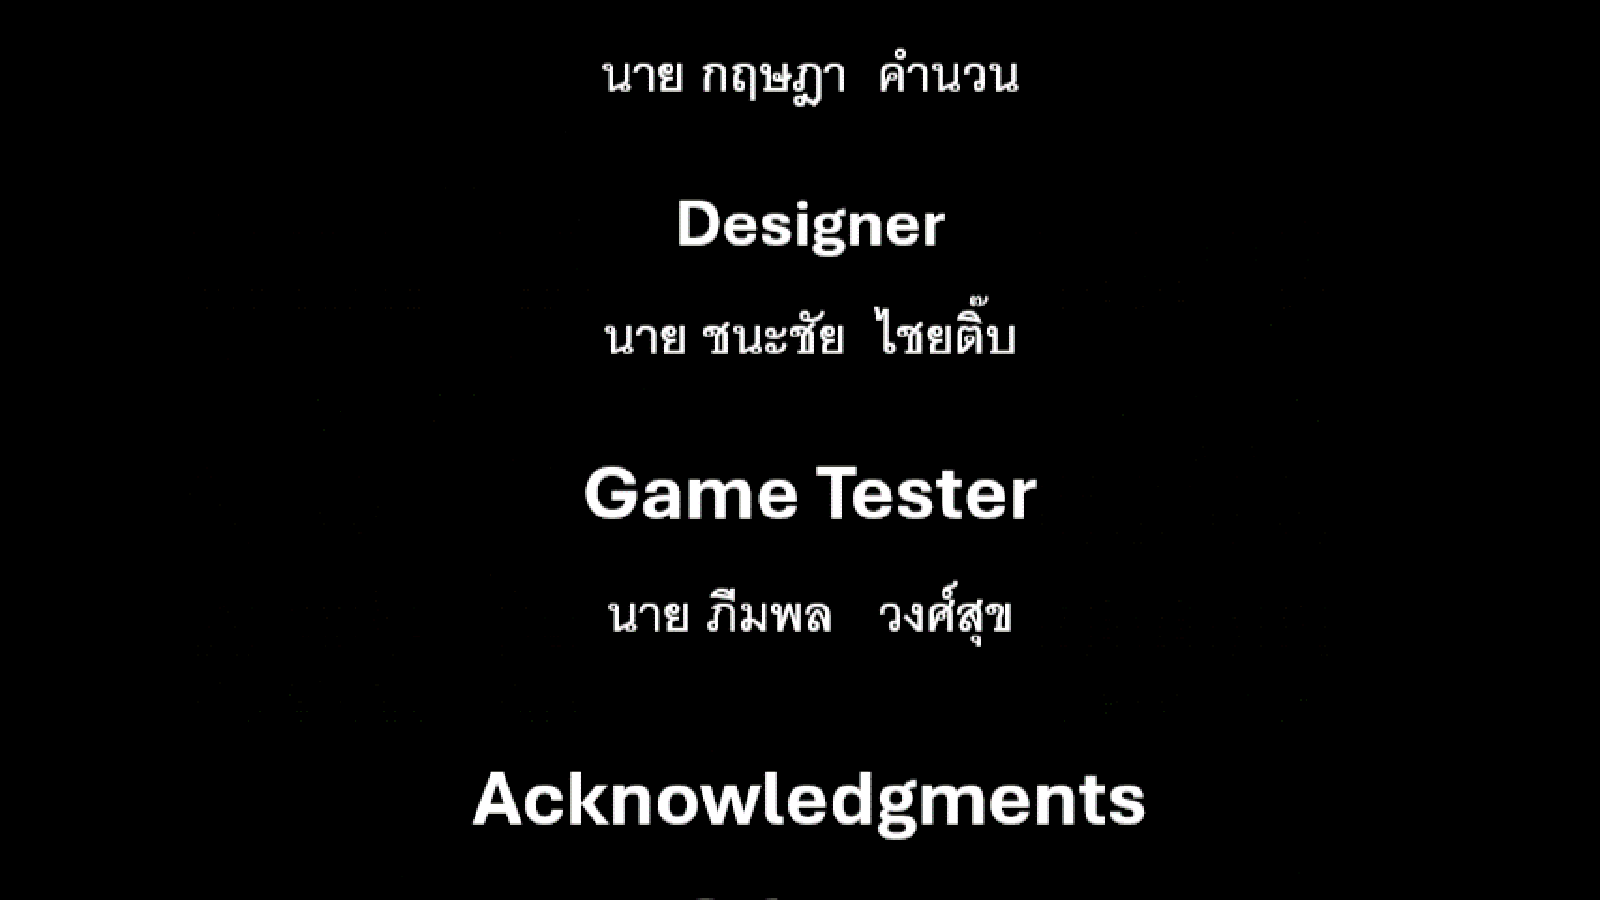 นาย กฤษฎา คำนวน
Designer
นาย ชนะชัย ไชยติ๊บ
Game Tester
นาย ภีมพล วงศ์สุข
Acknowledgments